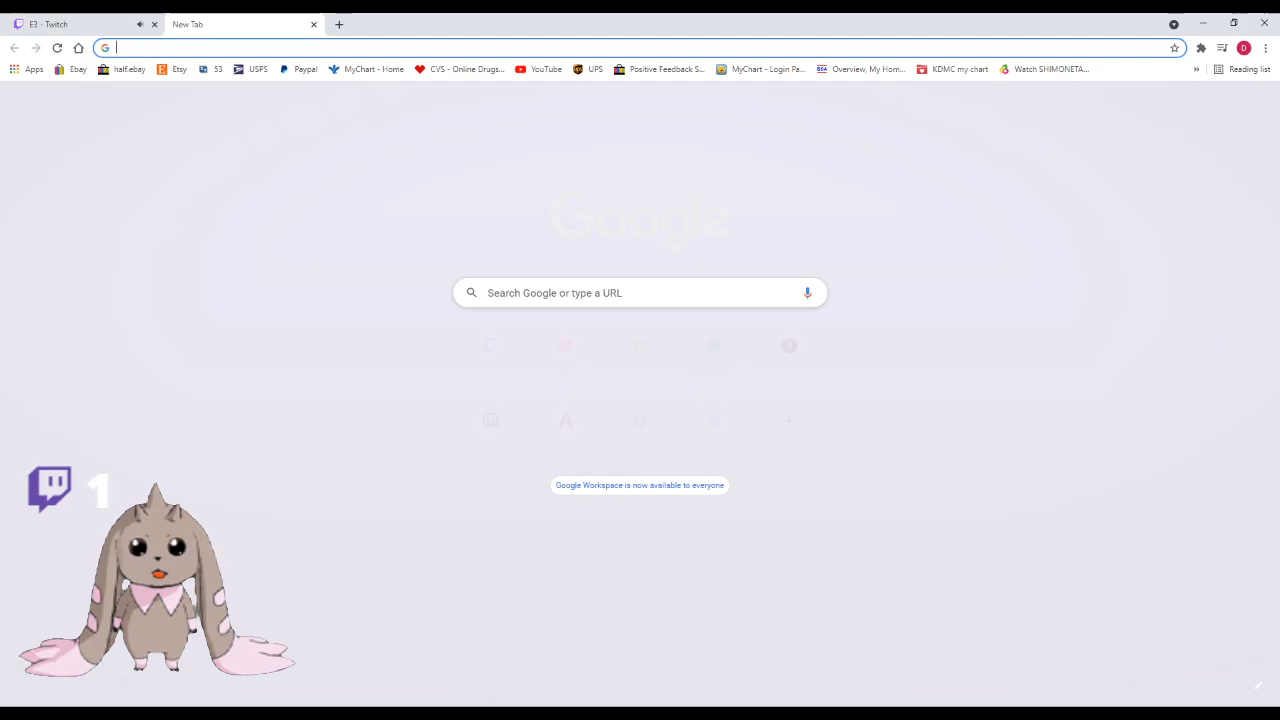 E3 - Twitch
New Tab
Apps Ebay half.ebay Etsy 53 USPS Paypal MyChart - Home CVS - Online Drugs... YouTube UPS Positive Feedback S... MyChart - Login Pa... Overview, My Hom... KDMC my chart Watch SHIMONETA... » Reading list
Google
Search Google or type a URL
Google Workspace is now available to everyone
1